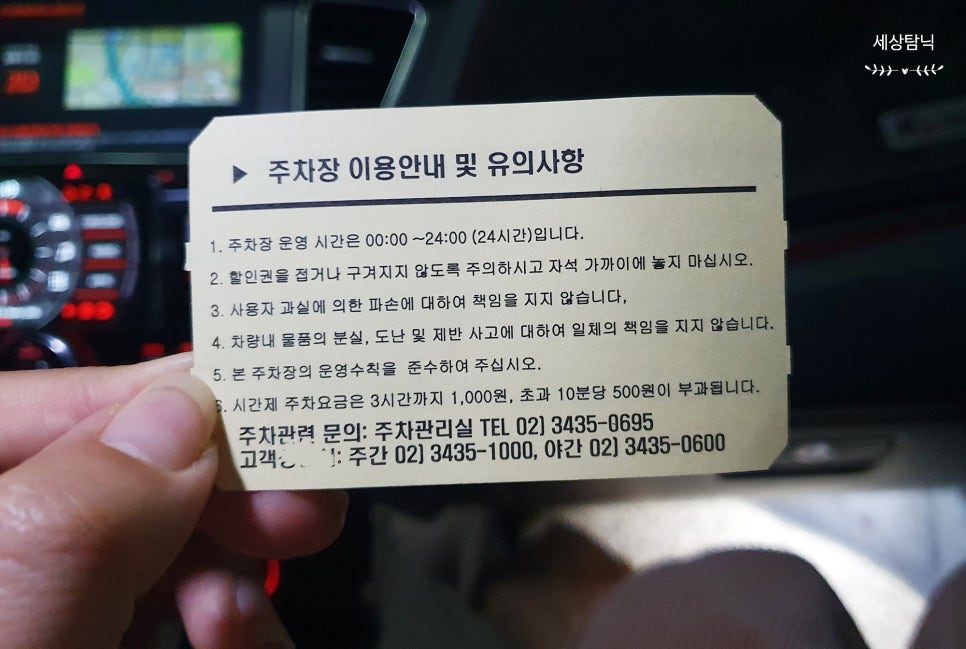 세상탐닉
▶ 주차장 이용안내 및 유의사항
1. 주차장 운영 시간은 00:00 ~24:00 (24시간)입니다.
2. 할인권을 접거나 구겨지지 않도록 주의하시고 자석 가까이에 놓지 마십시오.
3. 사용자 과실에 의한 파손에 대하여 책임을 지지 않습니다,
4. 차량내 물품의 분실, 도난 및 제반 사고에 대하여 일체의 책임을 지지 않습니다.
5. 본 주차장의 운영수칙을 준수하여 주십시오.
6. 시간제 주차요금은 3시간까지 1,000원, 초과 10분당 500원이 부과됩니다.
주차관련 문의: 주차관리실 TEL 02) 3435-0695
주간 02) 3435-1000, 야간 02) 3435-0600